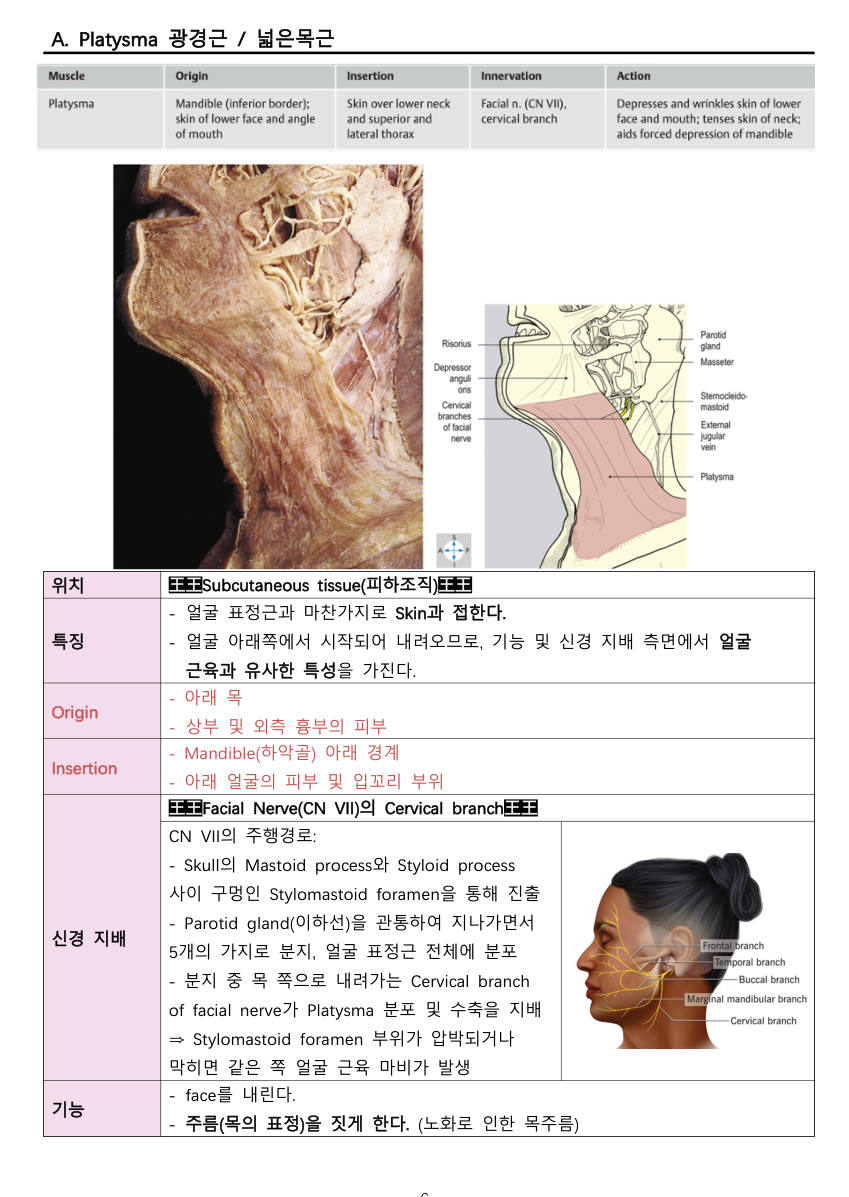 A. Platysma 광경근 / 넓은목근
Muscle Origin Insertion Innervation Action
Platysma Mandible (inferior border); Skin over lower neck Facial n. (CN VII), Depresses and wrinkles skin of lower
skin of lower face and angle and superior and cervical branch face and mouth; tenses skin of neck;
of mouth lateral thorax aids forced depression of mandible
Risorius
Depressor
anguli
oris
Cervical
branches
of facial
nerve
Parotid
gland
Masseter
Sternocleido-
mastoid
External
jugular
vein
Platysma
S
A P
I
위치
Subcutaneous tissue(피하조직)
특징
- 얼굴 표정근과 마찬가지로 Skin과 접한다.
- 얼굴 아래쪽에서 시작되어 내려오므로, 기능 및 신경 지배 측면에서 얼굴
근육과 유사한 특성을 가진다.
Origin
- 아래 목
- 상부 및 외측 흉부의 피부
Insertion
- Mandible(하악골) 아래 경계
- 아래 얼굴의 피부 및 입꼬리 부위
신경 지배
Facial Nerve(CN VII)의 Cervical branch
CN VII의 주행경로:
- Skull의 Mastoid process와 Styloid process
사이 구멍인 Stylomastoid foramen을 통해 진출
- Parotid gland(이하선)을 관통하여 지나가면서
5개의 가지로 분지, 얼굴 표정근 전체에 분포
- 분지 중 목 쪽으로 내려가는 Cervical branch
of facial nerve가 Platysma 분포 및 수축을 지배
⇒ Stylomastoid foramen 부위가 압박되거나
막히면 같은 쪽 얼굴 근육 마비가 발생
Frontal branch
Temporal branch
Buccal branch
Marginal mandibular branch
Cervical branch
기능
- face를 내린다.
- 주름(목의 표정)을 짓게 한다. (노화로 인한 목주름)